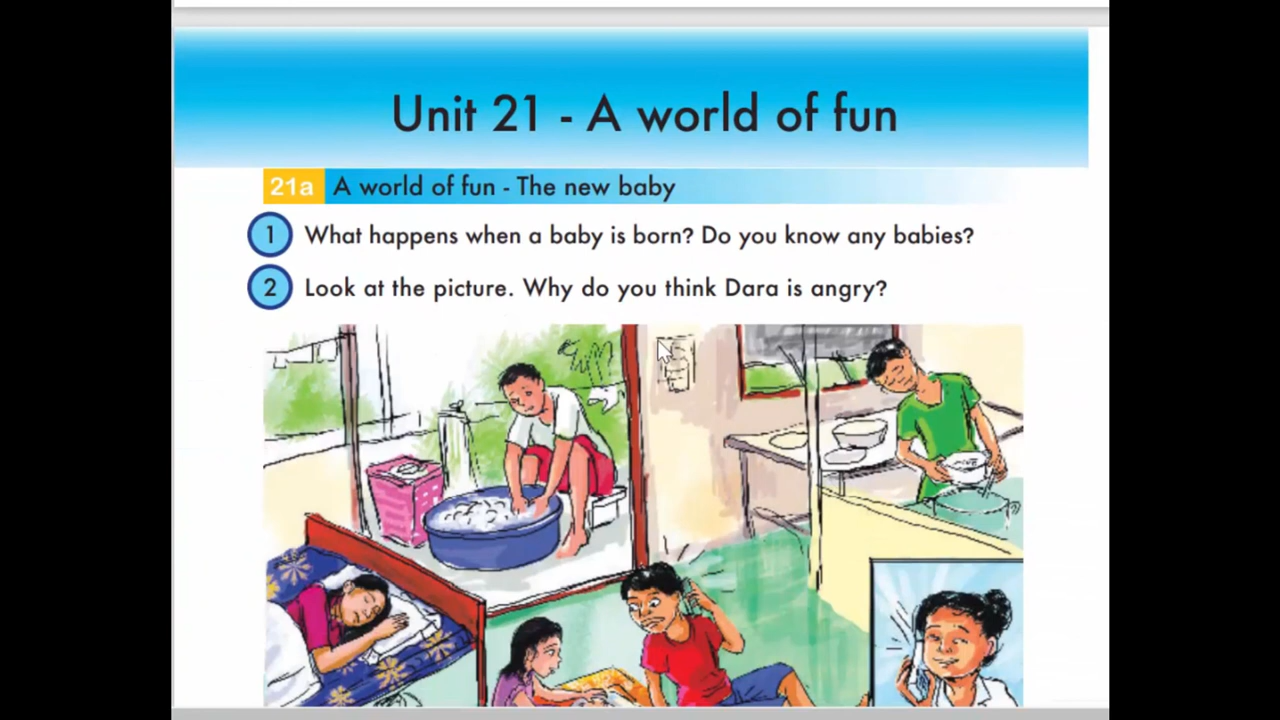 Unit 21 - A world of fun
21a A world of fun - The new baby
1 What happens when a baby is born? Do you know any babies?
2 Look at the picture. Why do you think Dara is angry?